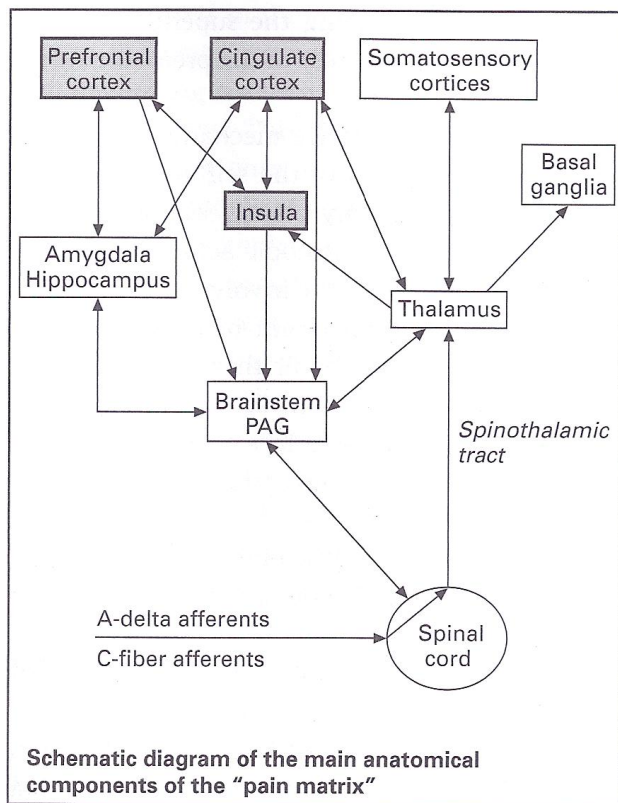 Prefrontal
cortex
Cingulate
cortex
Somatosensory
cortices
Basal
ganglia
Insula
Amygdala
Hippocampus
Thalamus
Brainstem
PAG
Spinothalamic
tract
A-delta afferents
C-fiber afferents
Spinal
cord
Schematic diagram of the main anatomical
components of the “pain matrix”